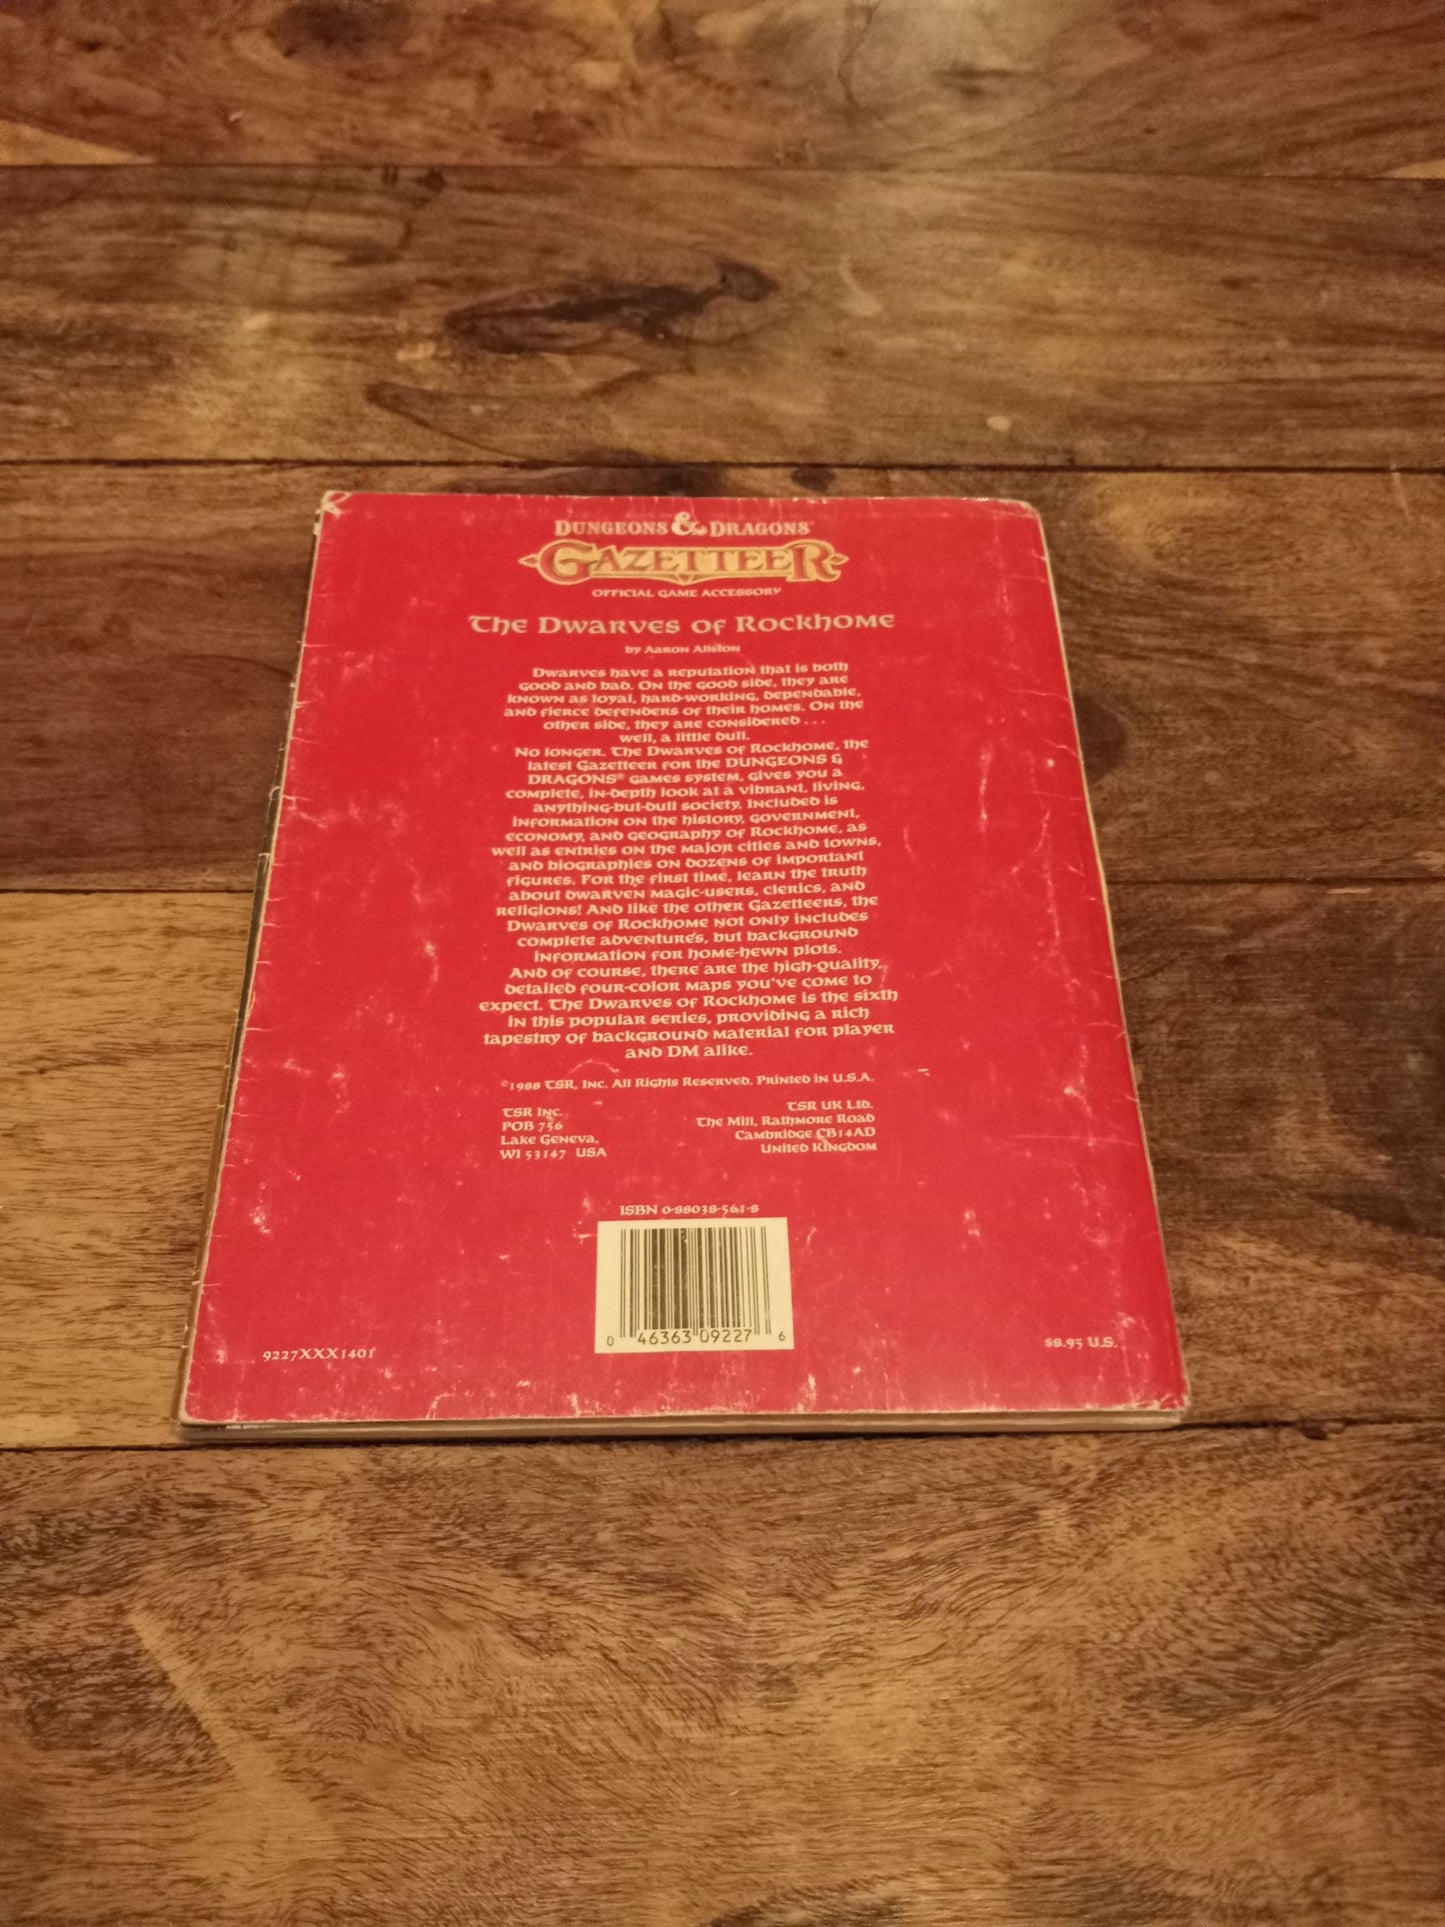 DUNGEONS & DRAGONS®
GAZETTEER
OFFICIAL GAME ACCESSORY
The Dwarves of Rockhome
by Aaron Allston
Dwarves have a reputation that is both
good and bad. On the good side, they are
known as loyal, hard-working, dependable,
and fierce defenders of their homes. On the
other side, they are considered . . .
well, a little dull.
No longer. The Dwarves of Rockhome, the
latest Gazetteer for the DUNGEONS &
DRAGONS® games system, gives you a
complete, in-depth look at a vibrant, living,
anything-but-dull society. Included is
information on the history, government,
economy, and geography of Rockhome, as
well as entries on the major cities and towns,
and biographies on dozens of important
figures. For the first time, learn the truth
about dwarven magic-users, clerics, and
religions! And like the other Gazetteers, the
Dwarves of Rockhome not only includes
complete adventures, but background
information for home-hewn plots.
And of course, there are the high-quality,
detailed four-color maps you've come to
expect. The Dwarves of Rockhome is the sixth
in this popular series, providing a rich
tapestry of background material for player
and DM alike.
©1988 TSR, Inc. All Rights Reserved. Printed in U.S.A.
TSR Inc.
POB 756
Lake Geneva,
WI 53147 USA
TSR UK Ltd.
The Mill, Rathmore Road
Cambridge CB14AD
United Kingdom
ISBN 0-88038-561-8
0 46363 09227 6
9227XXX1401
$8.95 U.S.